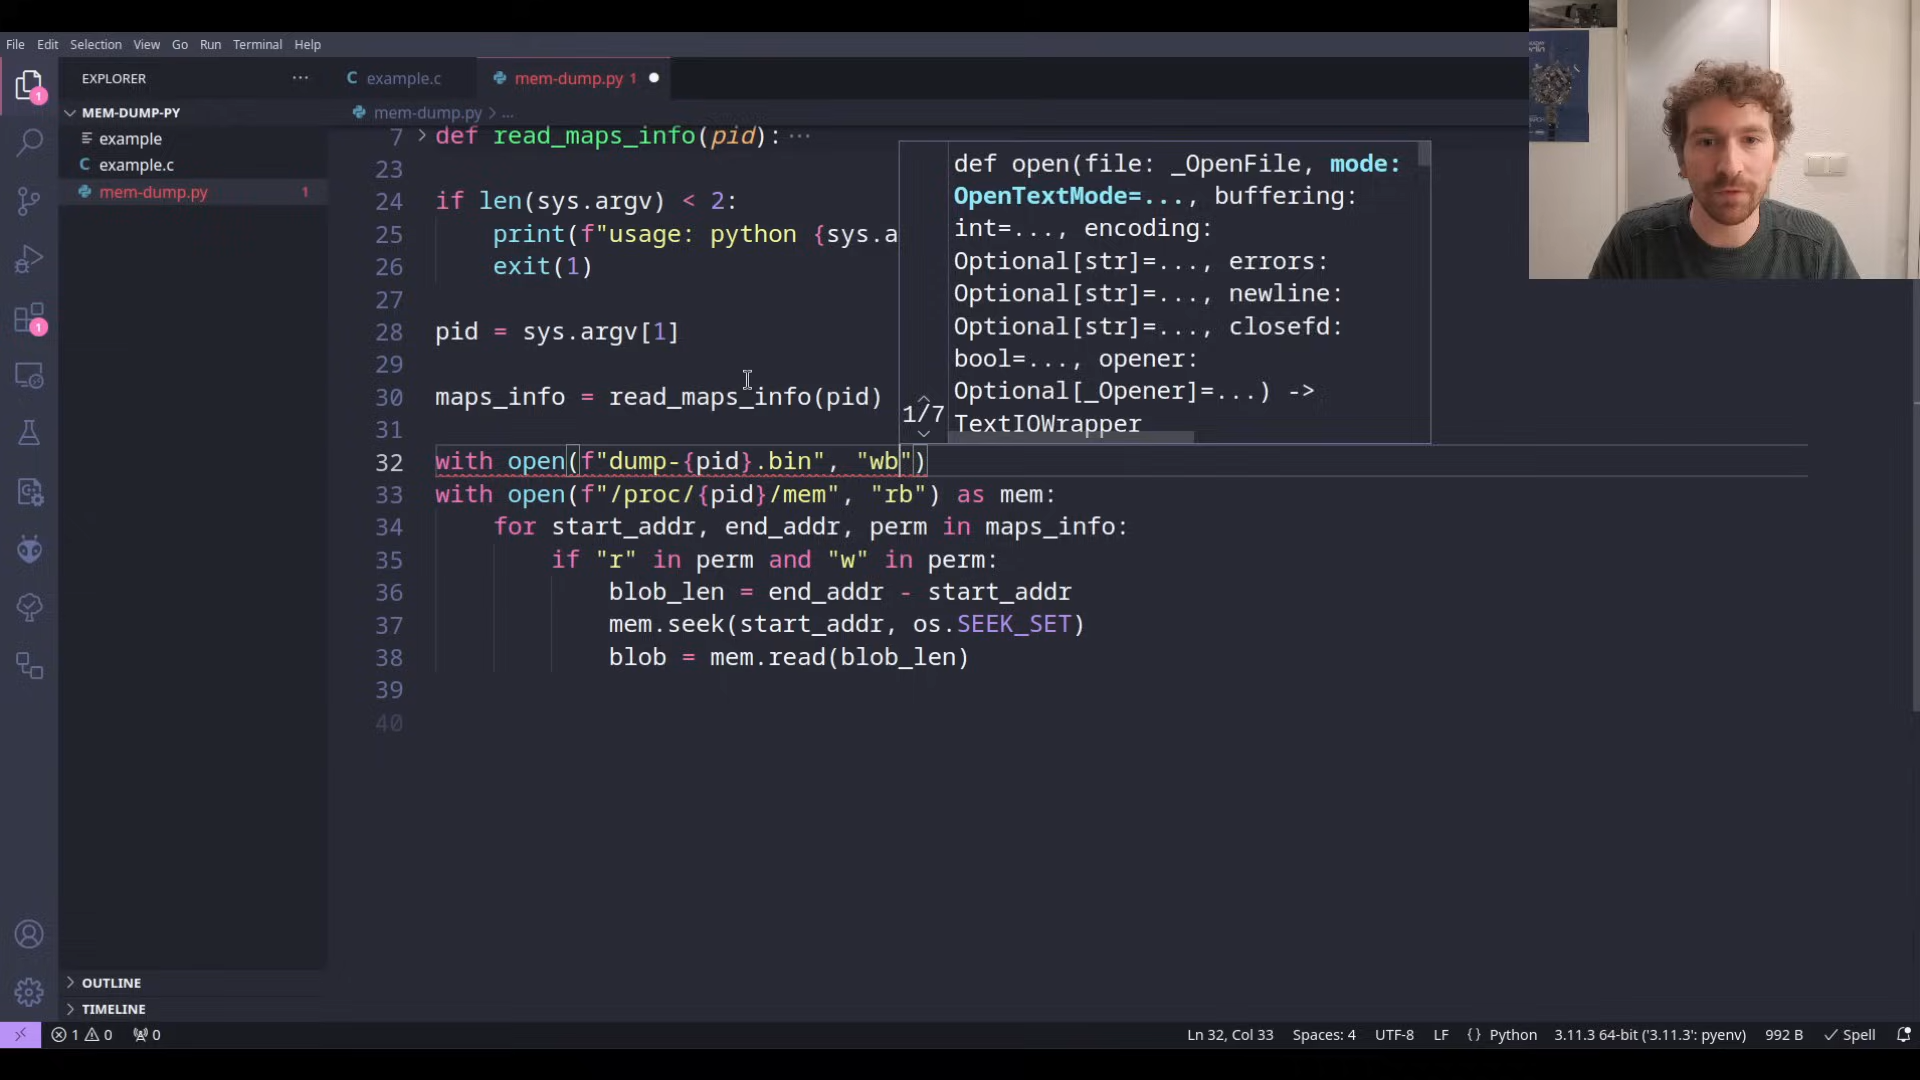 File Edit Selection View Go Run Terminal Help
EXPLORER ...
MEM-DUMP-PY
example
example.c
mem-dump.py 1
OUTLINE
TIMELINE
example.c
mem-dump.py 1
mem-dump.py > ...
7 def read_maps_info(pid): ...
23
24 if len(sys.argv) < 2:
25 print(f"usage: python {sys.a
26 exit(1)
27
28 pid = sys.argv[1]
29
30 maps_info = read_maps_info(pid)
31
32 with open(f"dump-{pid}.bin", "wb")
33 with open(f"/proc/{pid}/mem", "rb") as mem:
34 for start_addr, end_addr, perm in maps_info:
35 if "r" in perm and "w" in perm:
36 blob_len = end_addr - start_addr
37 mem.seek(start_addr, os.SEEK_SET)
38 blob = mem.read(blob_len)
39
40
1/7
def open(file: _OpenFile, mode:
OpenTextMode=..., buffering:
int=..., encoding:
Optional[str]=..., errors:
Optional[str]=..., newline:
Optional[str]=..., closefd:
bool=..., opener:
Optional[_Opener]=...) ->
TextIOWrapper
1
1
1 0 0
Ln 32, Col 33 Spaces: 4 UTF-8 LF {} Python 3.11.3 64-bit ('3.11.3': pyenv) 992 B Spell